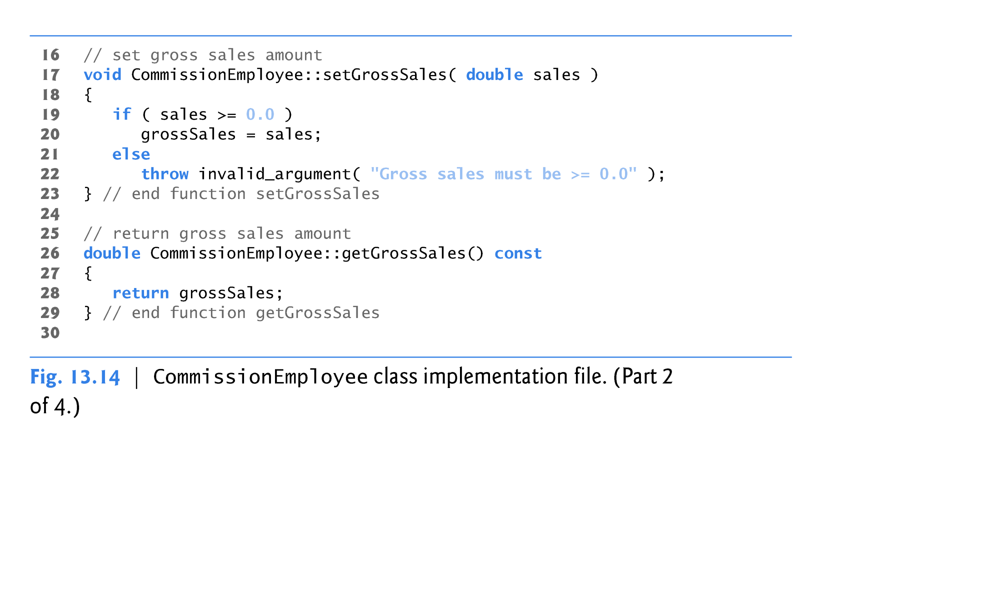 16 // set gross sales amount
17 void CommissionEmployee::setGrossSales( double sales )
18 {
19    if ( sales >= 0.0 )
20       grossSales = sales;
21    else
22       throw invalid_argument( "Gross sales must be >= 0.0" );
23 } // end function setGrossSales
24
25 // return gross sales amount
26 double CommissionEmployee::getGrossSales() const
27 {
28    return grossSales;
29 } // end function getGrossSales
30
Fig. 13.14 | CommissionEmployee class implementation file. (Part 2
of 4.)